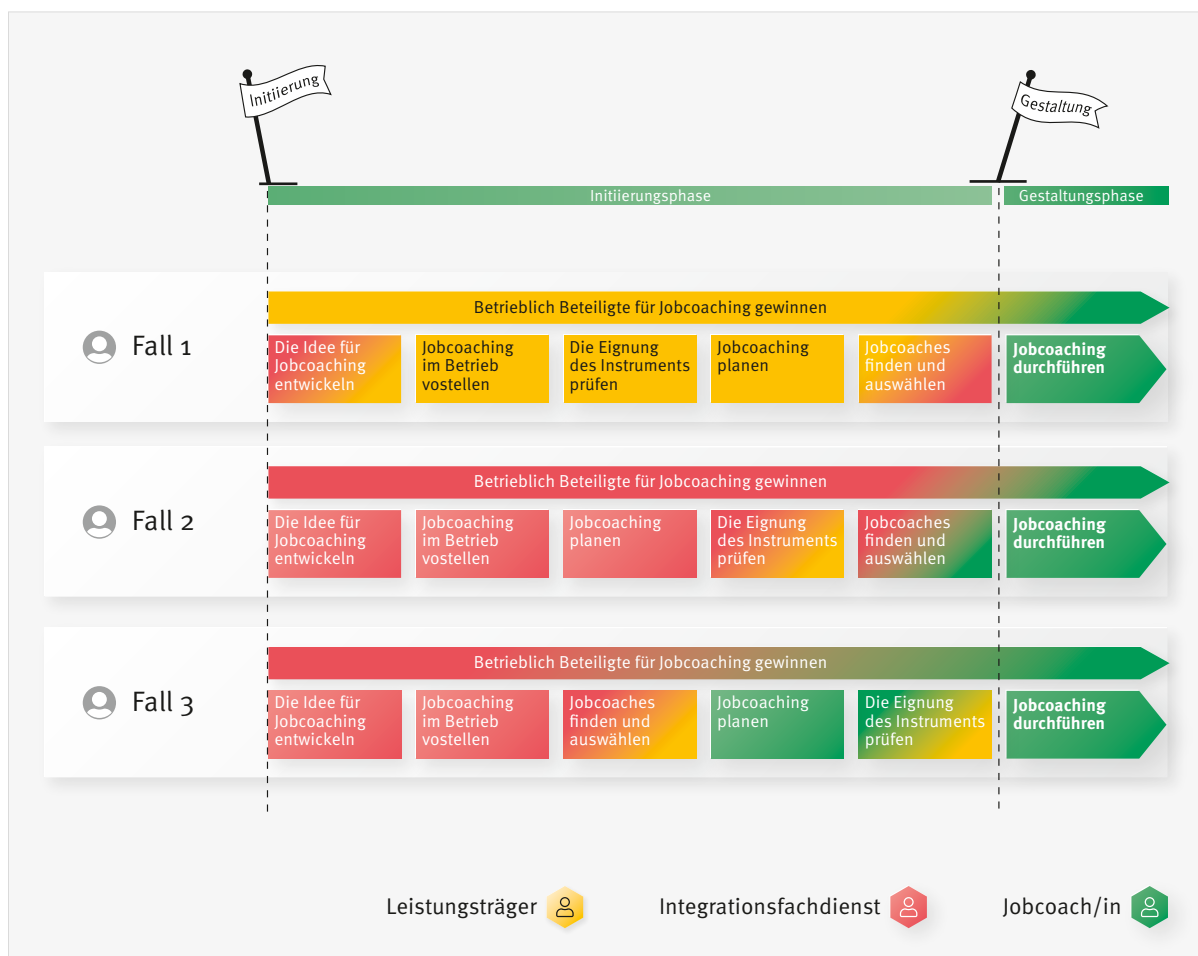 Initiierung
Gestaltung
Initiierungsphase
Gestaltungsphase
Fall 1
Betrieblich Beteiligte für Jobcoaching gewinnen
Die Idee für
Jobcoaching
entwickeln
Jobcoaching
im Betrieb
vostellen
Die Eignung
des Instruments
prüfen
Jobcoaching
planen
Jobcoaches
finden und
auswählen
Jobcoaching
durchführen
Fall 2
Betrieblich Beteiligte für Jobcoaching gewinnen
Die Idee für
Jobcoaching
entwickeln
Jobcoaching
im Betrieb
vostellen
Jobcoaching
planen
Die Eignung
des Instruments
prüfen
Jobcoaches
finden und
auswählen
Jobcoaching
durchführen
Fall 3
Betrieblich Beteiligte für Jobcoaching gewinnen
Die Idee für
Jobcoaching
entwickeln
Jobcoaching
im Betrieb
vostellen
Jobcoaches
finden und
auswählen
Jobcoaching
planen
Die Eignung
des Instruments
prüfen
Jobcoaching
durchführen
Leistungsträger
Integrationsfachdienst
Jobcoach/in